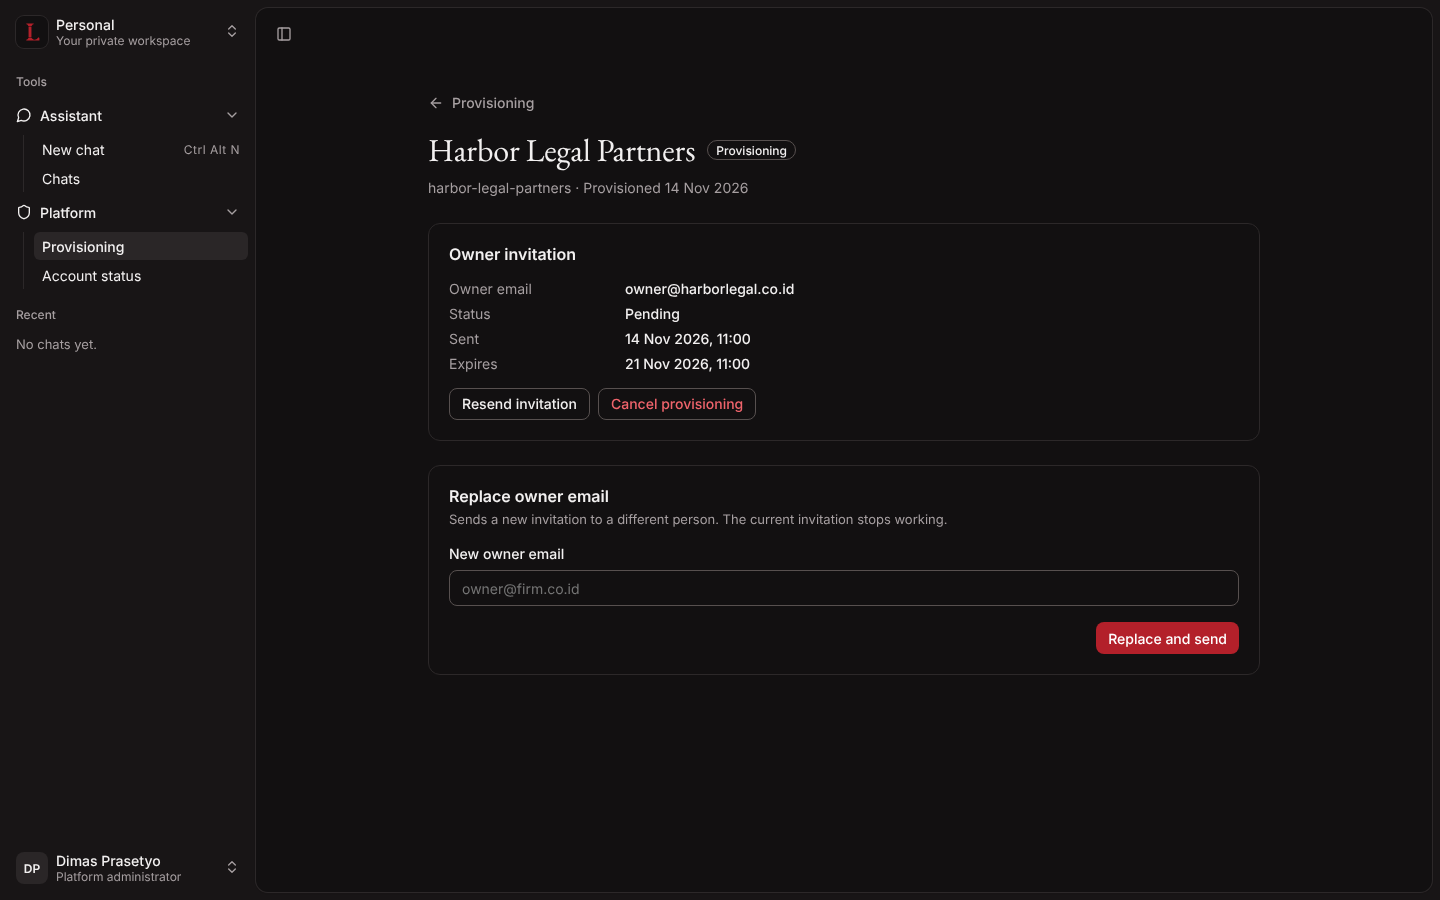 L
Personal
Your private workspace
Tools
Assistant
New chat Ctrl Alt N
Chats
Platform
Provisioning
Account status
Recent
No chats yet.
DP
Dimas Prasetyo
Platform administrator
Provisioning
Harbor Legal Partners Provisioning
harbor-legal-partners · Provisioned 14 Nov 2026
Owner invitation
Owner email owner@harborlegal.co.id
Status Pending
Sent 14 Nov 2026, 11:00
Expires 21 Nov 2026, 11:00
Resend invitation Cancel provisioning
Replace owner email
Sends a new invitation to a different person. The current invitation stops working.
New owner email
owner@firm.co.id
Replace and send